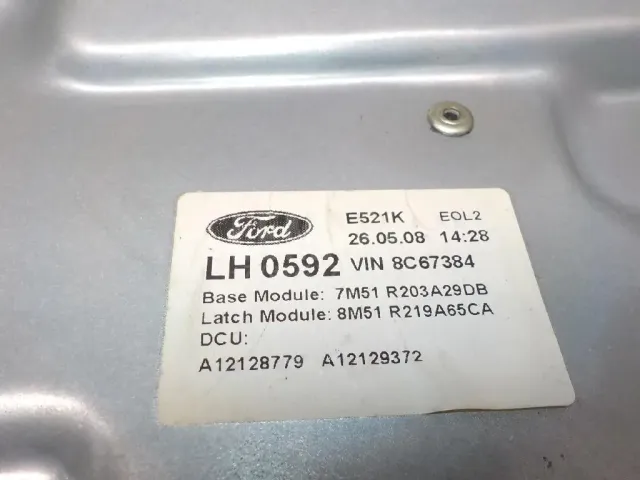 Ford E521K EOL2
26.05.08 14:28
LH 0592 VIN 8C67384
Base Module: 7M51 R203A29DB
Latch Module: 8M51 R219A65CA
DCU:
A12128779 A12129372